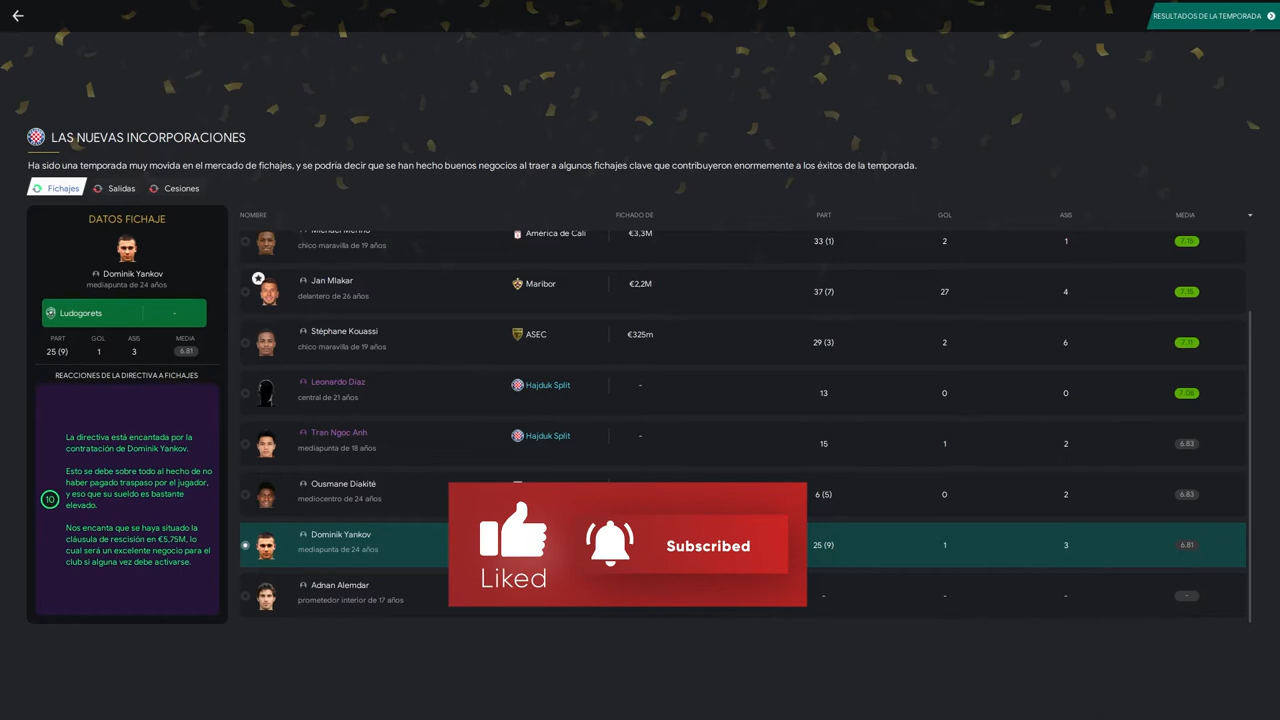 RESULTADOS DE LA TEMPORADA
LAS NUEVAS INCORPORACIONES
Ha sido una temporada muy movida en el mercado de fichajes, y se podría decir que se han hecho buenos negocios al traer a algunos fichajes clave que contribuyeron enormemente a los éxitos de la temporada.
Fichajes Salidas Cesiones
DATOS FICHAJE
Dominik Yankov
mediapunta de 24 años
Ludogorets -
PART GOL ASIS MEDIA
25 (9) 1 3 6.81
REACCIONES DE LA DIRECTIVA A FICHAJES
La directiva está encantada por la
contratación de Dominik Yankov.
Esto se debe sobre todo al hecho de no
haber pagado traspaso por el jugador,
10 y eso que su sueldo es bastante
elevado.
Nos encanta que se haya situado la
cláusula de rescisión en €5,75M, lo
cual será un excelente negocio para el
club si alguna vez debe activarse.
NOMBRE FICHADO DE PART GOL ASIS MEDIA
América de Cali €3,3M
chico maravilla de 19 años 33 (1) 2 1 7.15
Jan Mlakar Maribor €2,2M
delantero de 26 años 37 (7) 27 4 7.15
Stéphane Kouassi ASEC €325m
chico maravilla de 19 años 29 (3) 2 6 7.11
Leonardo Diaz Hajduk Split -
central de 21 años 13 0 0 7.08
Tran Ngoc Anh Hajduk Split -
mediapunta de 18 años 15 1 2 6.83
Ousmane Diakité
mediocentro de 24 años 6 (5) 0 2 6.83
Dominik Yankov
mediapunta de 24 años 25 (9) 1 3 6.81
Adnan Alemdar
prometedor interior de 17 años - - - -
Liked
Subscribed